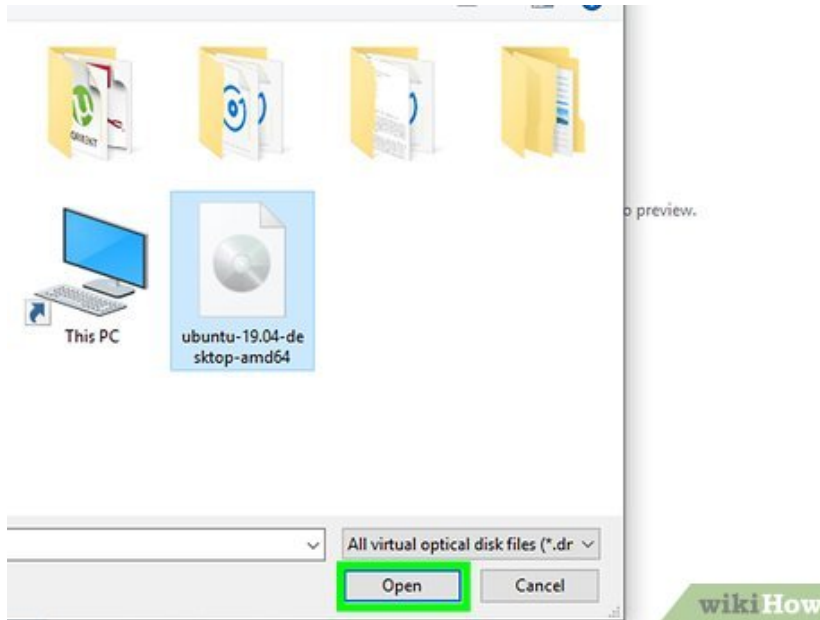 o preview.
This PC
ubuntu-19.04-de
sktop-amd64
All virtual optical disk files (*.dr
Open
Cancel
wikiHow